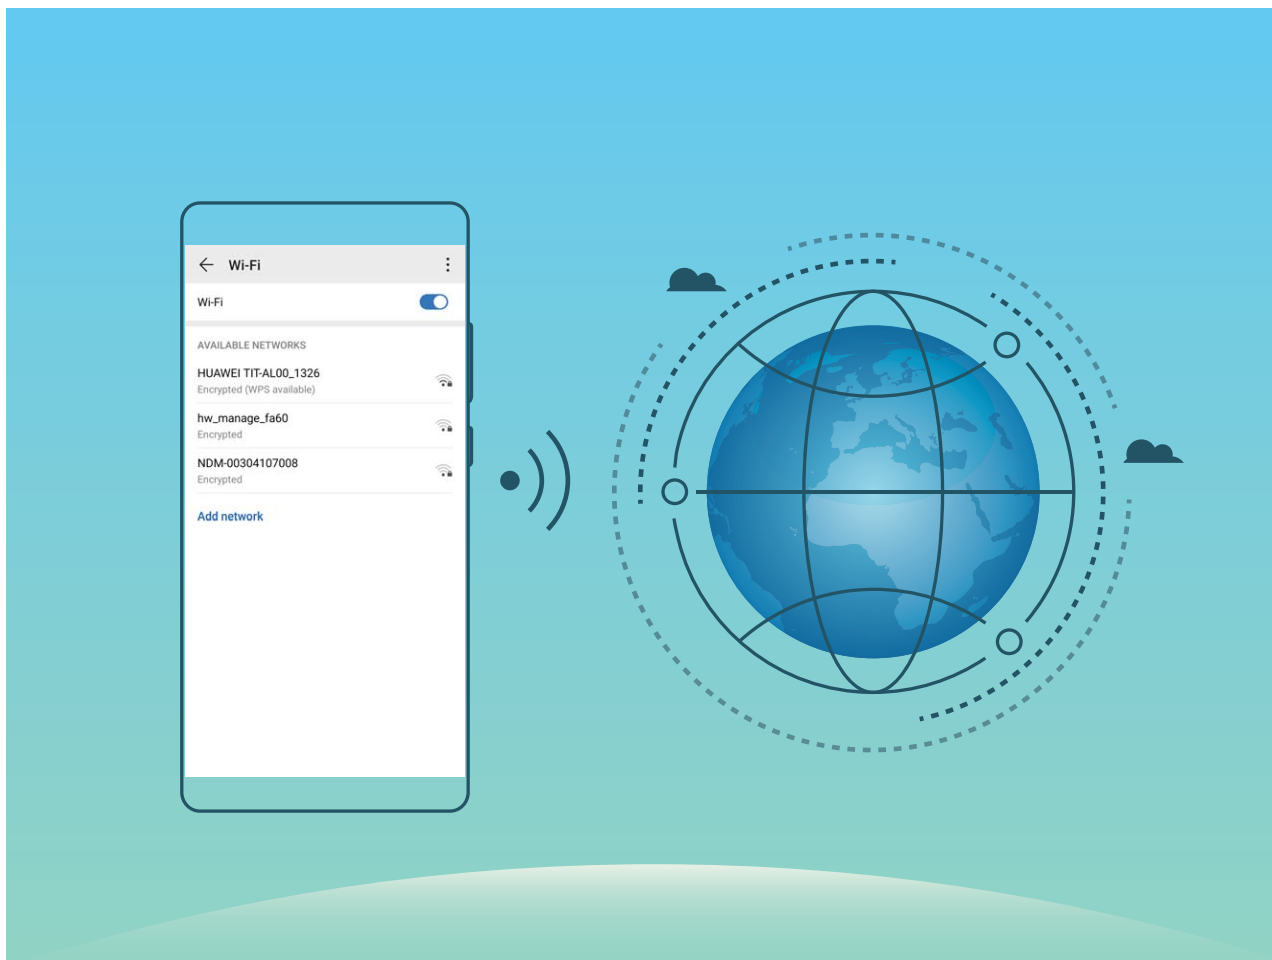 Wi-Fi
Wi-Fi
AVAILABLE NETWORKS
HUAWEI TIT-AL00_1326
Encrypted (WPS available)
hw_manage_fa60
Encrypted
NDM-00304107008
Encrypted
Add network